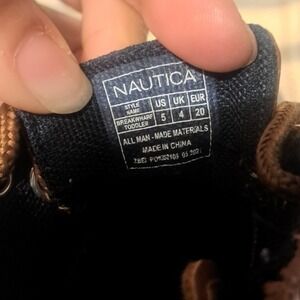 NAUTICA
STYLE NAME US UK EUR
BREAKWHARF TODDLER 5 4 20
ALL MAN-MADE MATERIALS
MADE IN CHINA